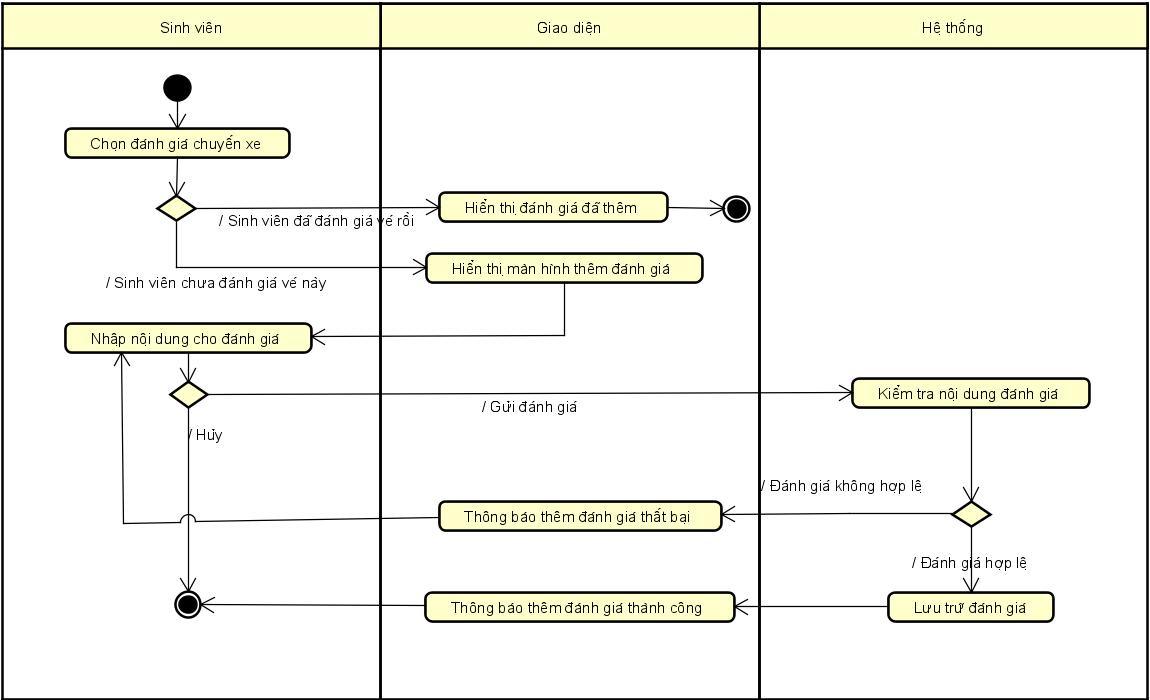 Sinh viên
Giao diện
Hệ thống
Chọn đánh giá chuyến xe
/ Sinh viên đã đánh giá vé rồi
Hiển thị đánh giá đã thêm
/ Sinh viên chưa đánh giá vé này
Hiển thị màn hình thêm đánh giá
Nhập nội dung cho đánh giá
/ Gửi đánh giá
Kiểm tra nội dung đánh giá
/ Hủy
/ Đánh giá không hợp lệ
Thông báo thêm đánh giá thất bại
/ Đánh giá hợp lệ
Thông báo thêm đánh giá thành công
Lưu trữ đánh giá